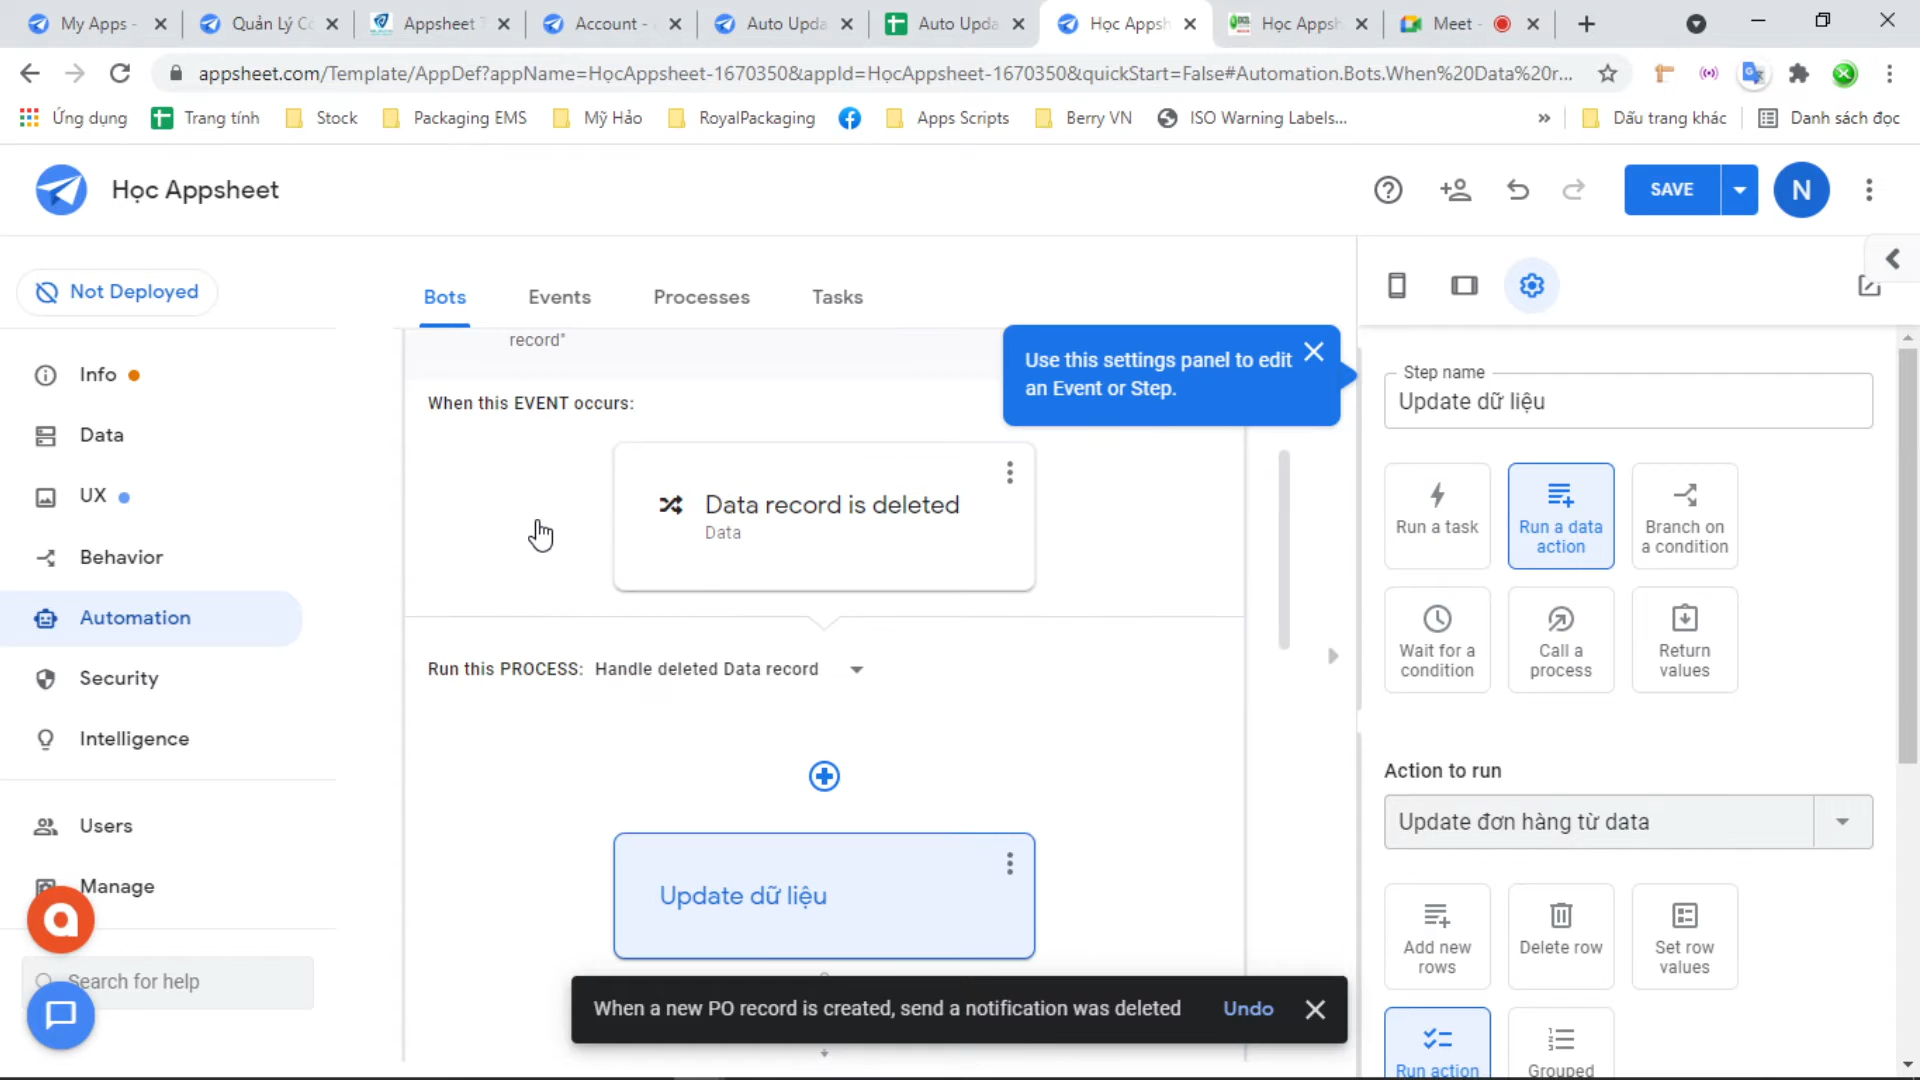 My Apps -
Quản Lý Cô
Appsheet T
Account -
Auto Upda
Auto Upda
Học Appsh
Học Appsh
Meet -
appsheet.com/Template/AppDef?appName=HọcAppsheet-1670350&appId=HọcAppsheet-1670350&quickStart=False#Automation.Bots.When%20Data%20r...
Ứng dụng
Trang tính
Stock
Packaging EMS
Mỹ Hảo
RoyalPackaging
Apps Scripts
Berry VN
ISO Warning Labels...
»
Dấu trang khác
Danh sách đọc
Học Appsheet
SAVE
N
Not Deployed
Info
Data
UX
Behavior
Automation
Security
Intelligence
Users
Manage
Search for help
Bots
Events
Processes
Tasks
record"
When this EVENT occurs:
Data record is deleted
Data
Run this PROCESS: Handle deleted Data record
Update dữ liệu
When a new PO record is created, send a notification was deleted
Undo
Use this settings panel to edit
an Event or Step.
Step name
Update dữ liệu
Run a task
Run a data
action
Branch on
a condition
Wait for a
condition
Call a
process
Return
values
Action to run
Update đơn hàng từ data
Add new
rows
Delete row
Set row
values
Run action
Grouped